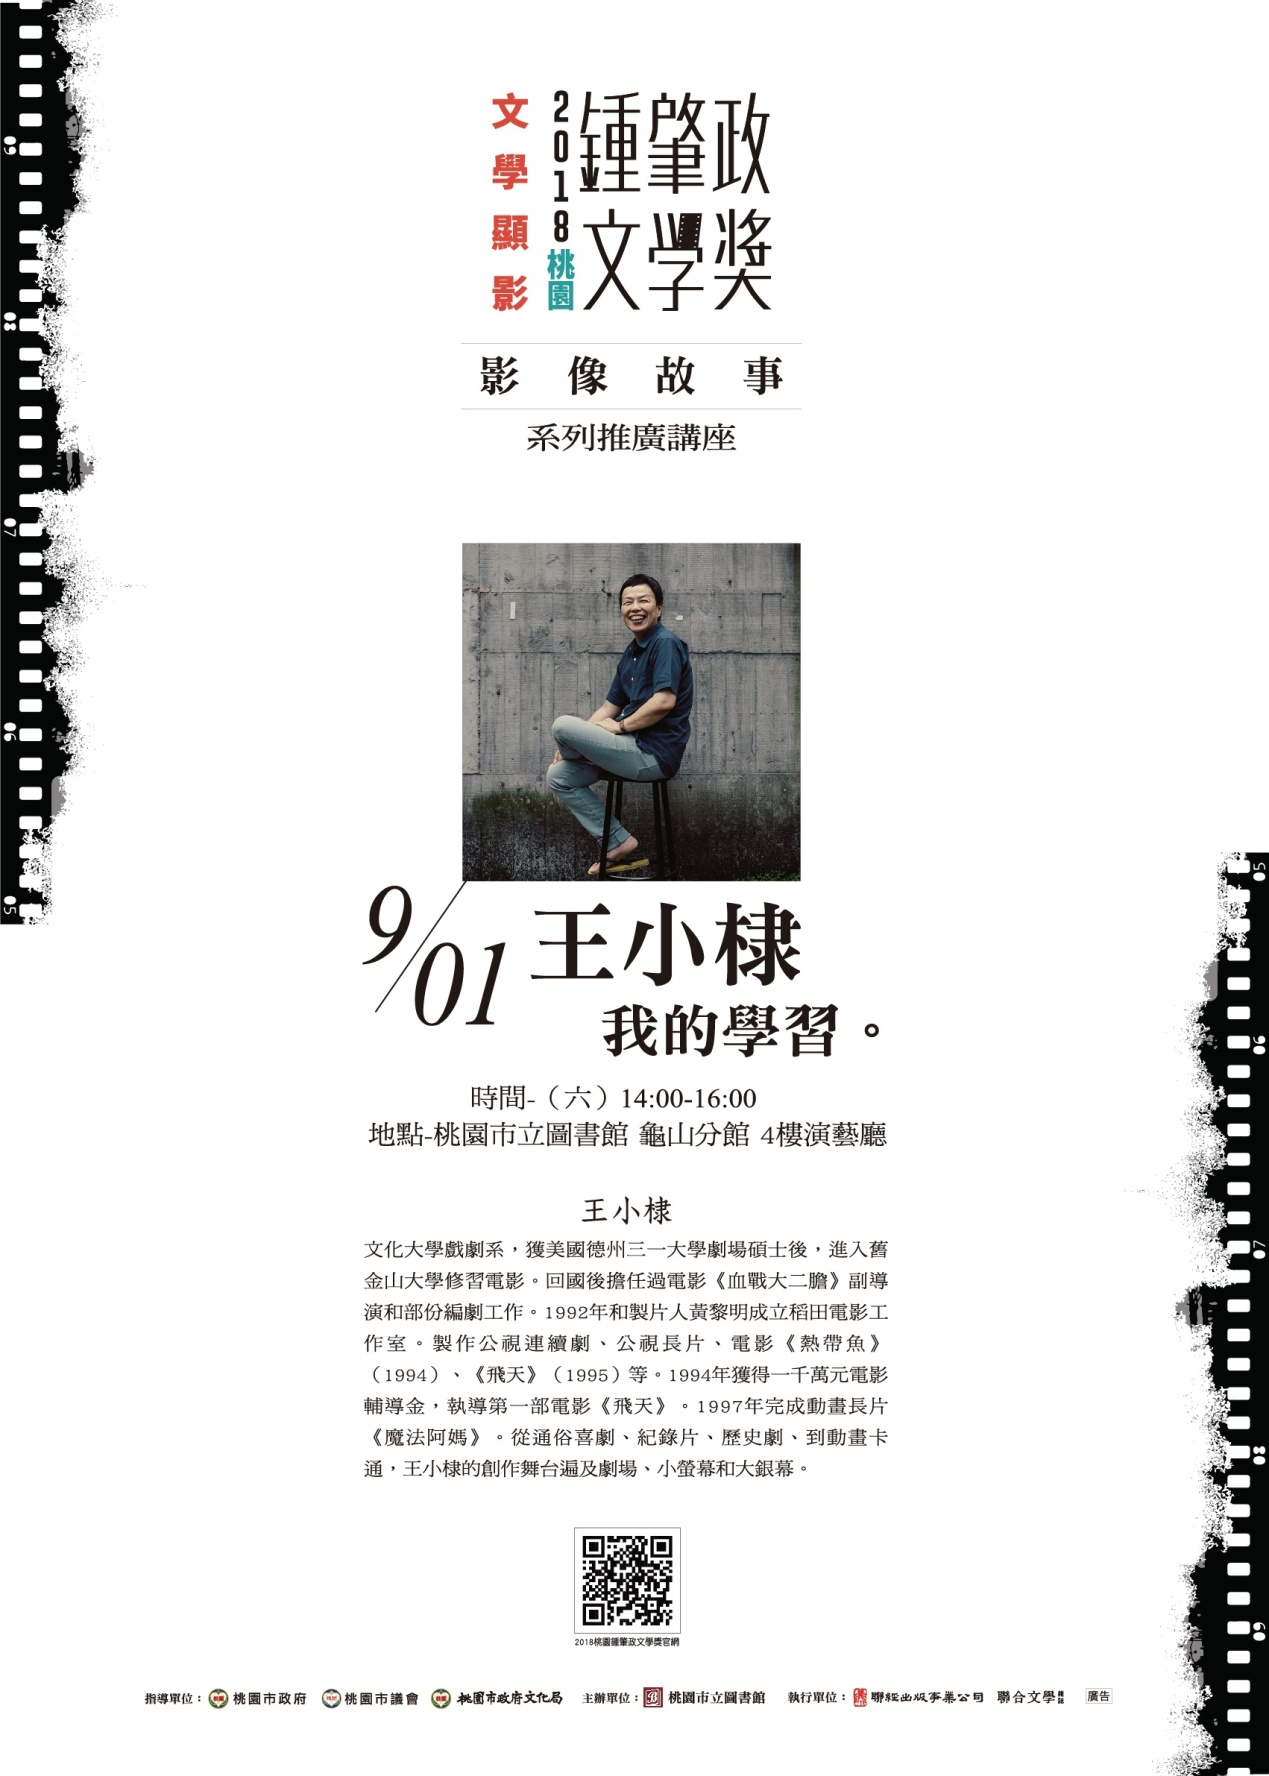 文學顯影
2018桃園
鍾肇政
文學獎
影像故事
系列推廣講座
9/01
王小棣
我的學習。
時間-（六）14:00-16:00
地點-桃園市立圖書館 龜山分館 4樓演藝廳
王小棣
文化大學戲劇系，獲美國德州三一大學劇場碩士後，進入舊
金山大學修習電影。回國後擔任過電影《血戰大二膽》副導
演和部份編劇工作。1992年和製片人黃黎明成立稻田電影工
作室。製作公視連續劇、公視長片、電影《熱帶魚》
（1994）、《飛天》（1995）等。1994年獲得一千萬元電影
輔導金，執導第一部電影《飛天》。1997年完成動畫長片
《魔法阿媽》。從通俗喜劇、紀錄片、歷史劇、到動畫卡
通，王小棣的創作舞台遍及劇場、小螢幕和大銀幕。
2018桃園鍾肇政文學獎官網
指導單位：桃園市政府 桃園市議會 桃園市政府文化局 主辦單位：桃園市立圖書館 執行單位：聯經出版事業公司 聯合文學雜誌 廣告
09
08
07
06
05
05
06
07
08
09